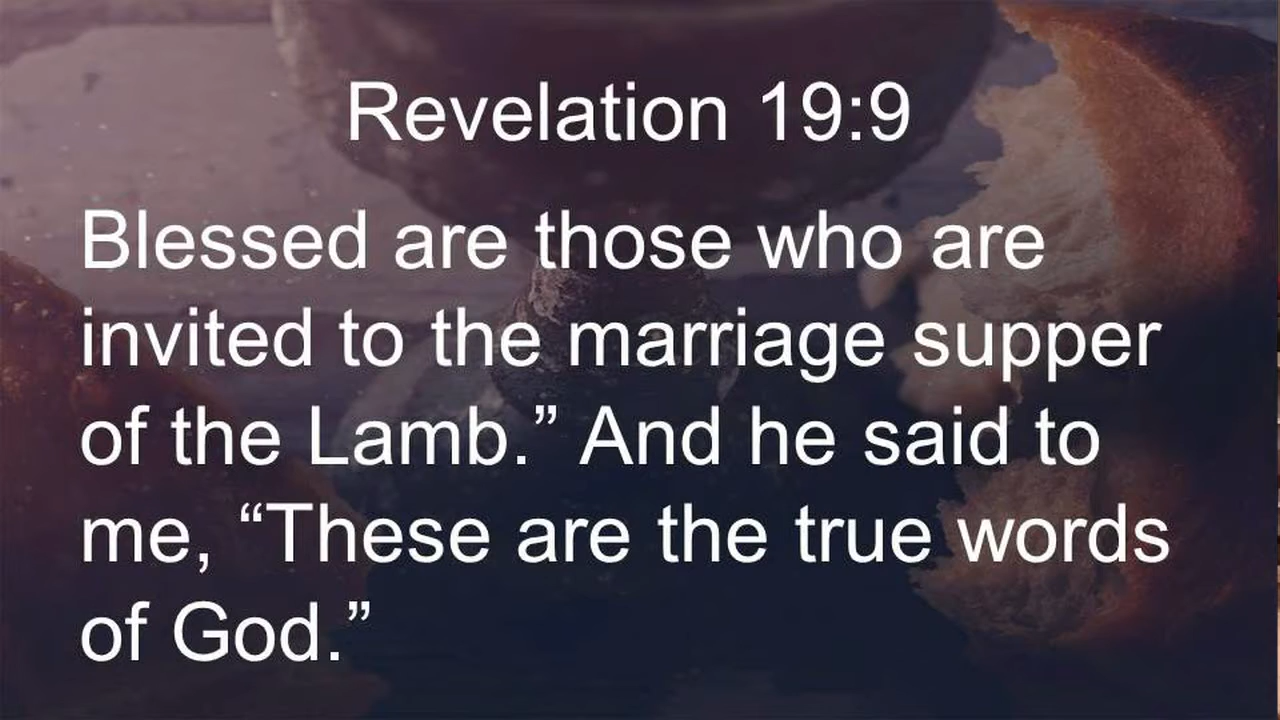 Revelation 19:9
Blessed are those who are
invited to the marriage supper
of the Lamb.” And he said to
me, “These are the true words
of God.”